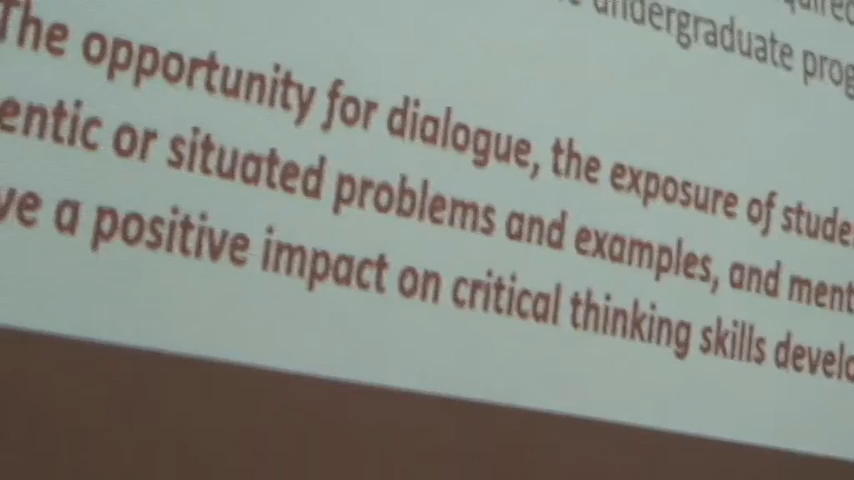 quired
undergraduate prog
The opportunity for dialogue, the exposure of stude
entic or situated problems and examples, and ment
ve a positive impact on critical thinking skills develo